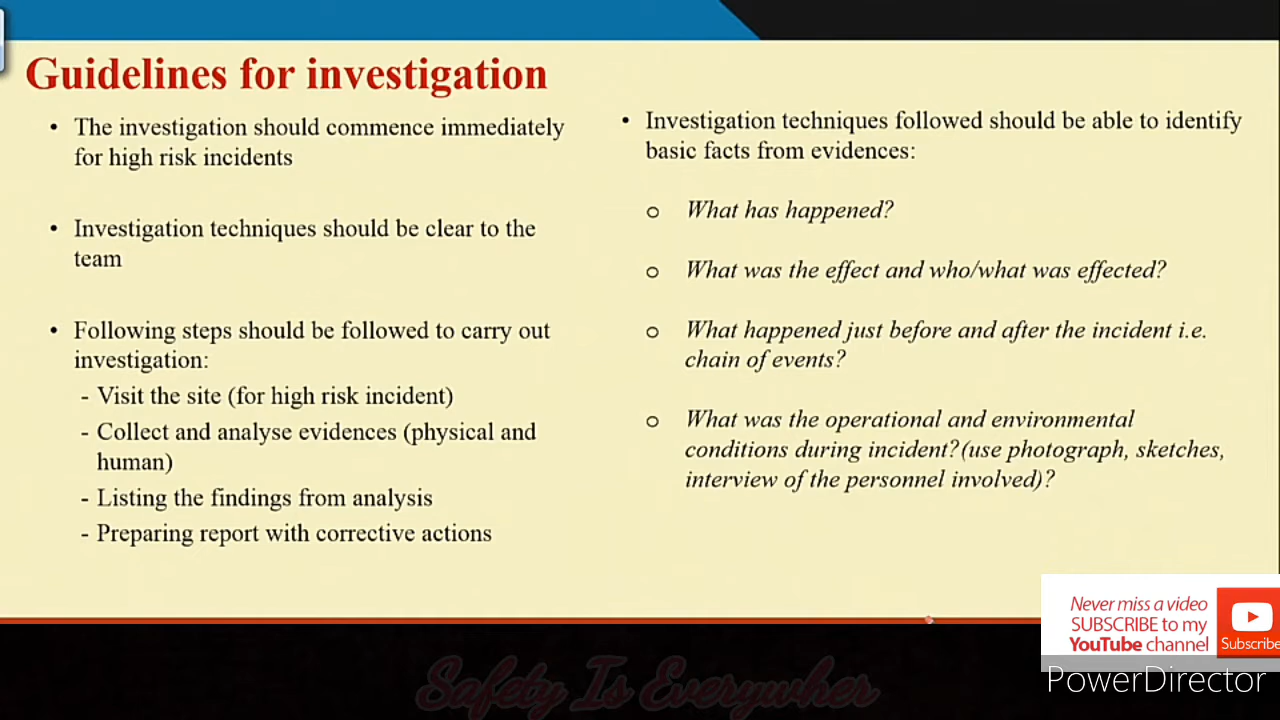 Guidelines for investigation
• The investigation should commence immediately
for high risk incidents
• Investigation techniques should be clear to the
team
• Following steps should be followed to carry out
investigation:
- Visit the site (for high risk incident)
- Collect and analyse evidences (physical and
human)
- Listing the findings from analysis
- Preparing report with corrective actions
• Investigation techniques followed should be able to identify
basic facts from evidences:
o What has happened?
o What was the effect and who/what was effected?
o What happened just before and after the incident i.e.
chain of events?
o What was the operational and environmental
conditions during incident?(use photograph, sketches,
interview of the personnel involved)?
Never miss a video
SUBSCRIBE to my
YouTube channel
Subscribe
PowerDirector
Safety Is Everywher